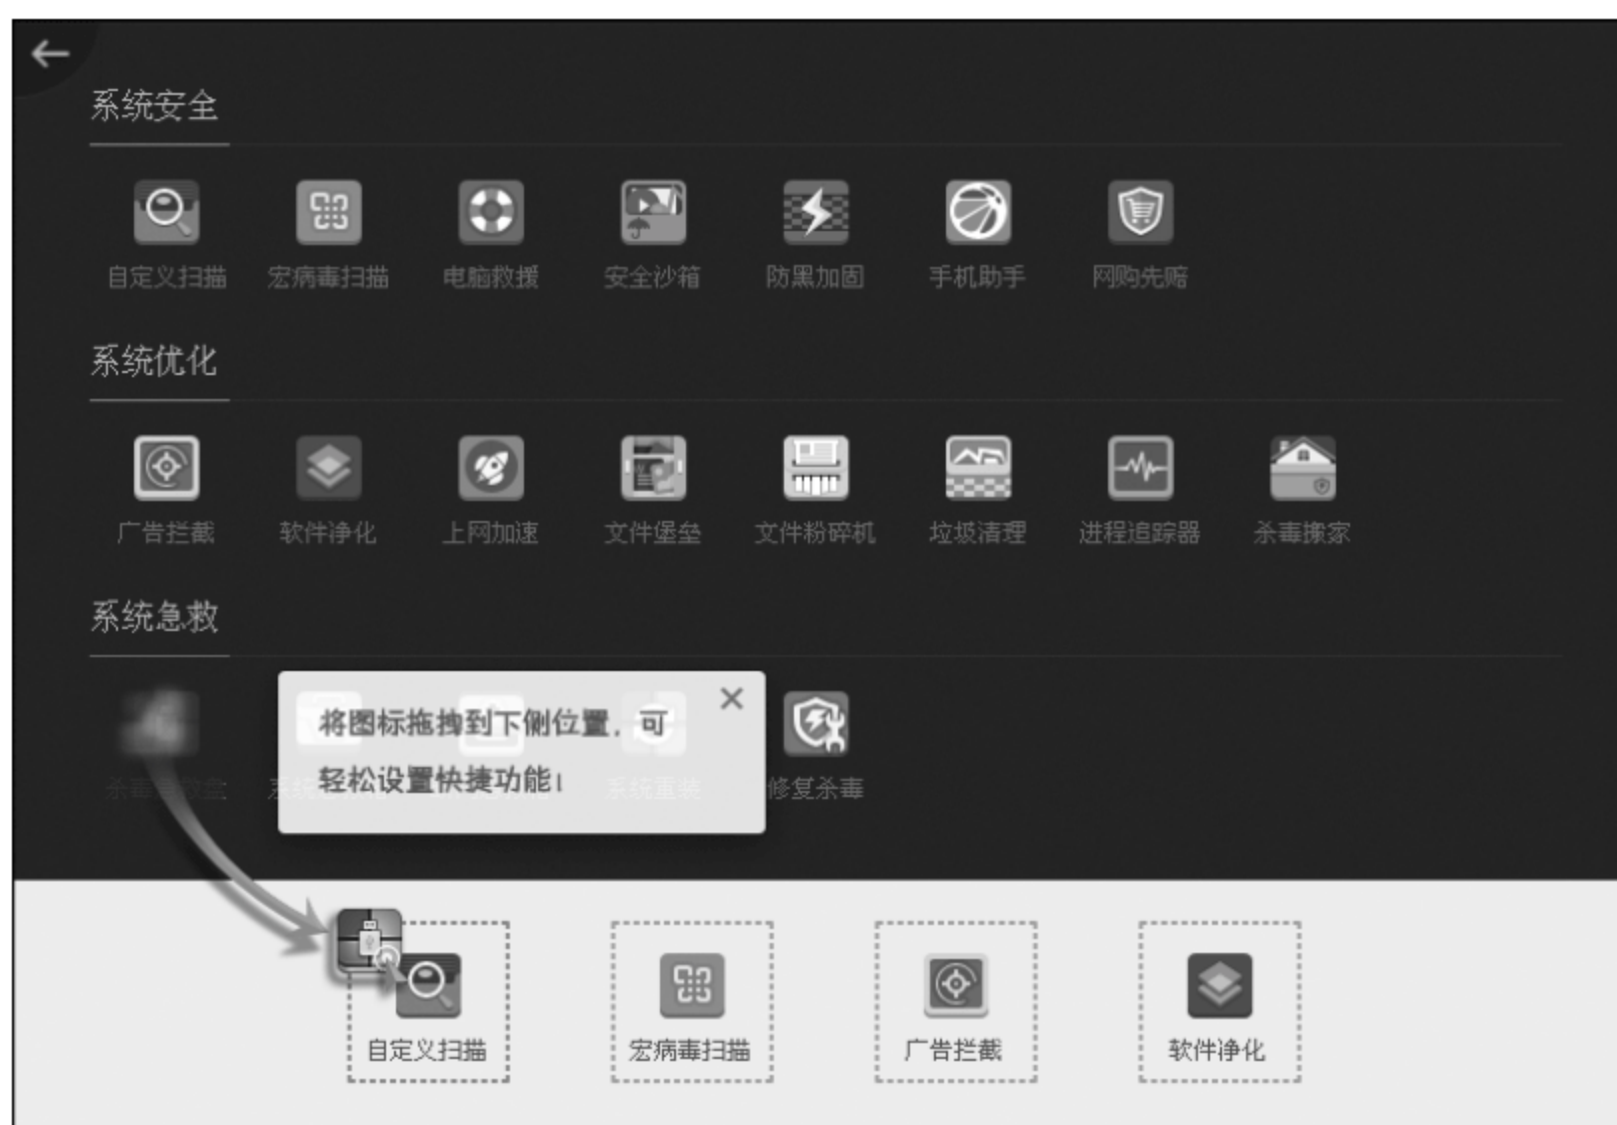 系统安全
自定义扫描 宏病毒扫描 电脑救援 安全沙箱 防黑加固 手机助手 网购先赔
系统优化
广告拦截 软件净化 上网加速 文件堡垒 文件粉碎机 垃圾清理 进程追踪器 杀毒搬家
系统急救
将图标拖拽到下侧位置，可
轻松设置快捷功能！
系统重装 修复杀毒
自定义扫描 宏病毒扫描 广告拦截 软件净化